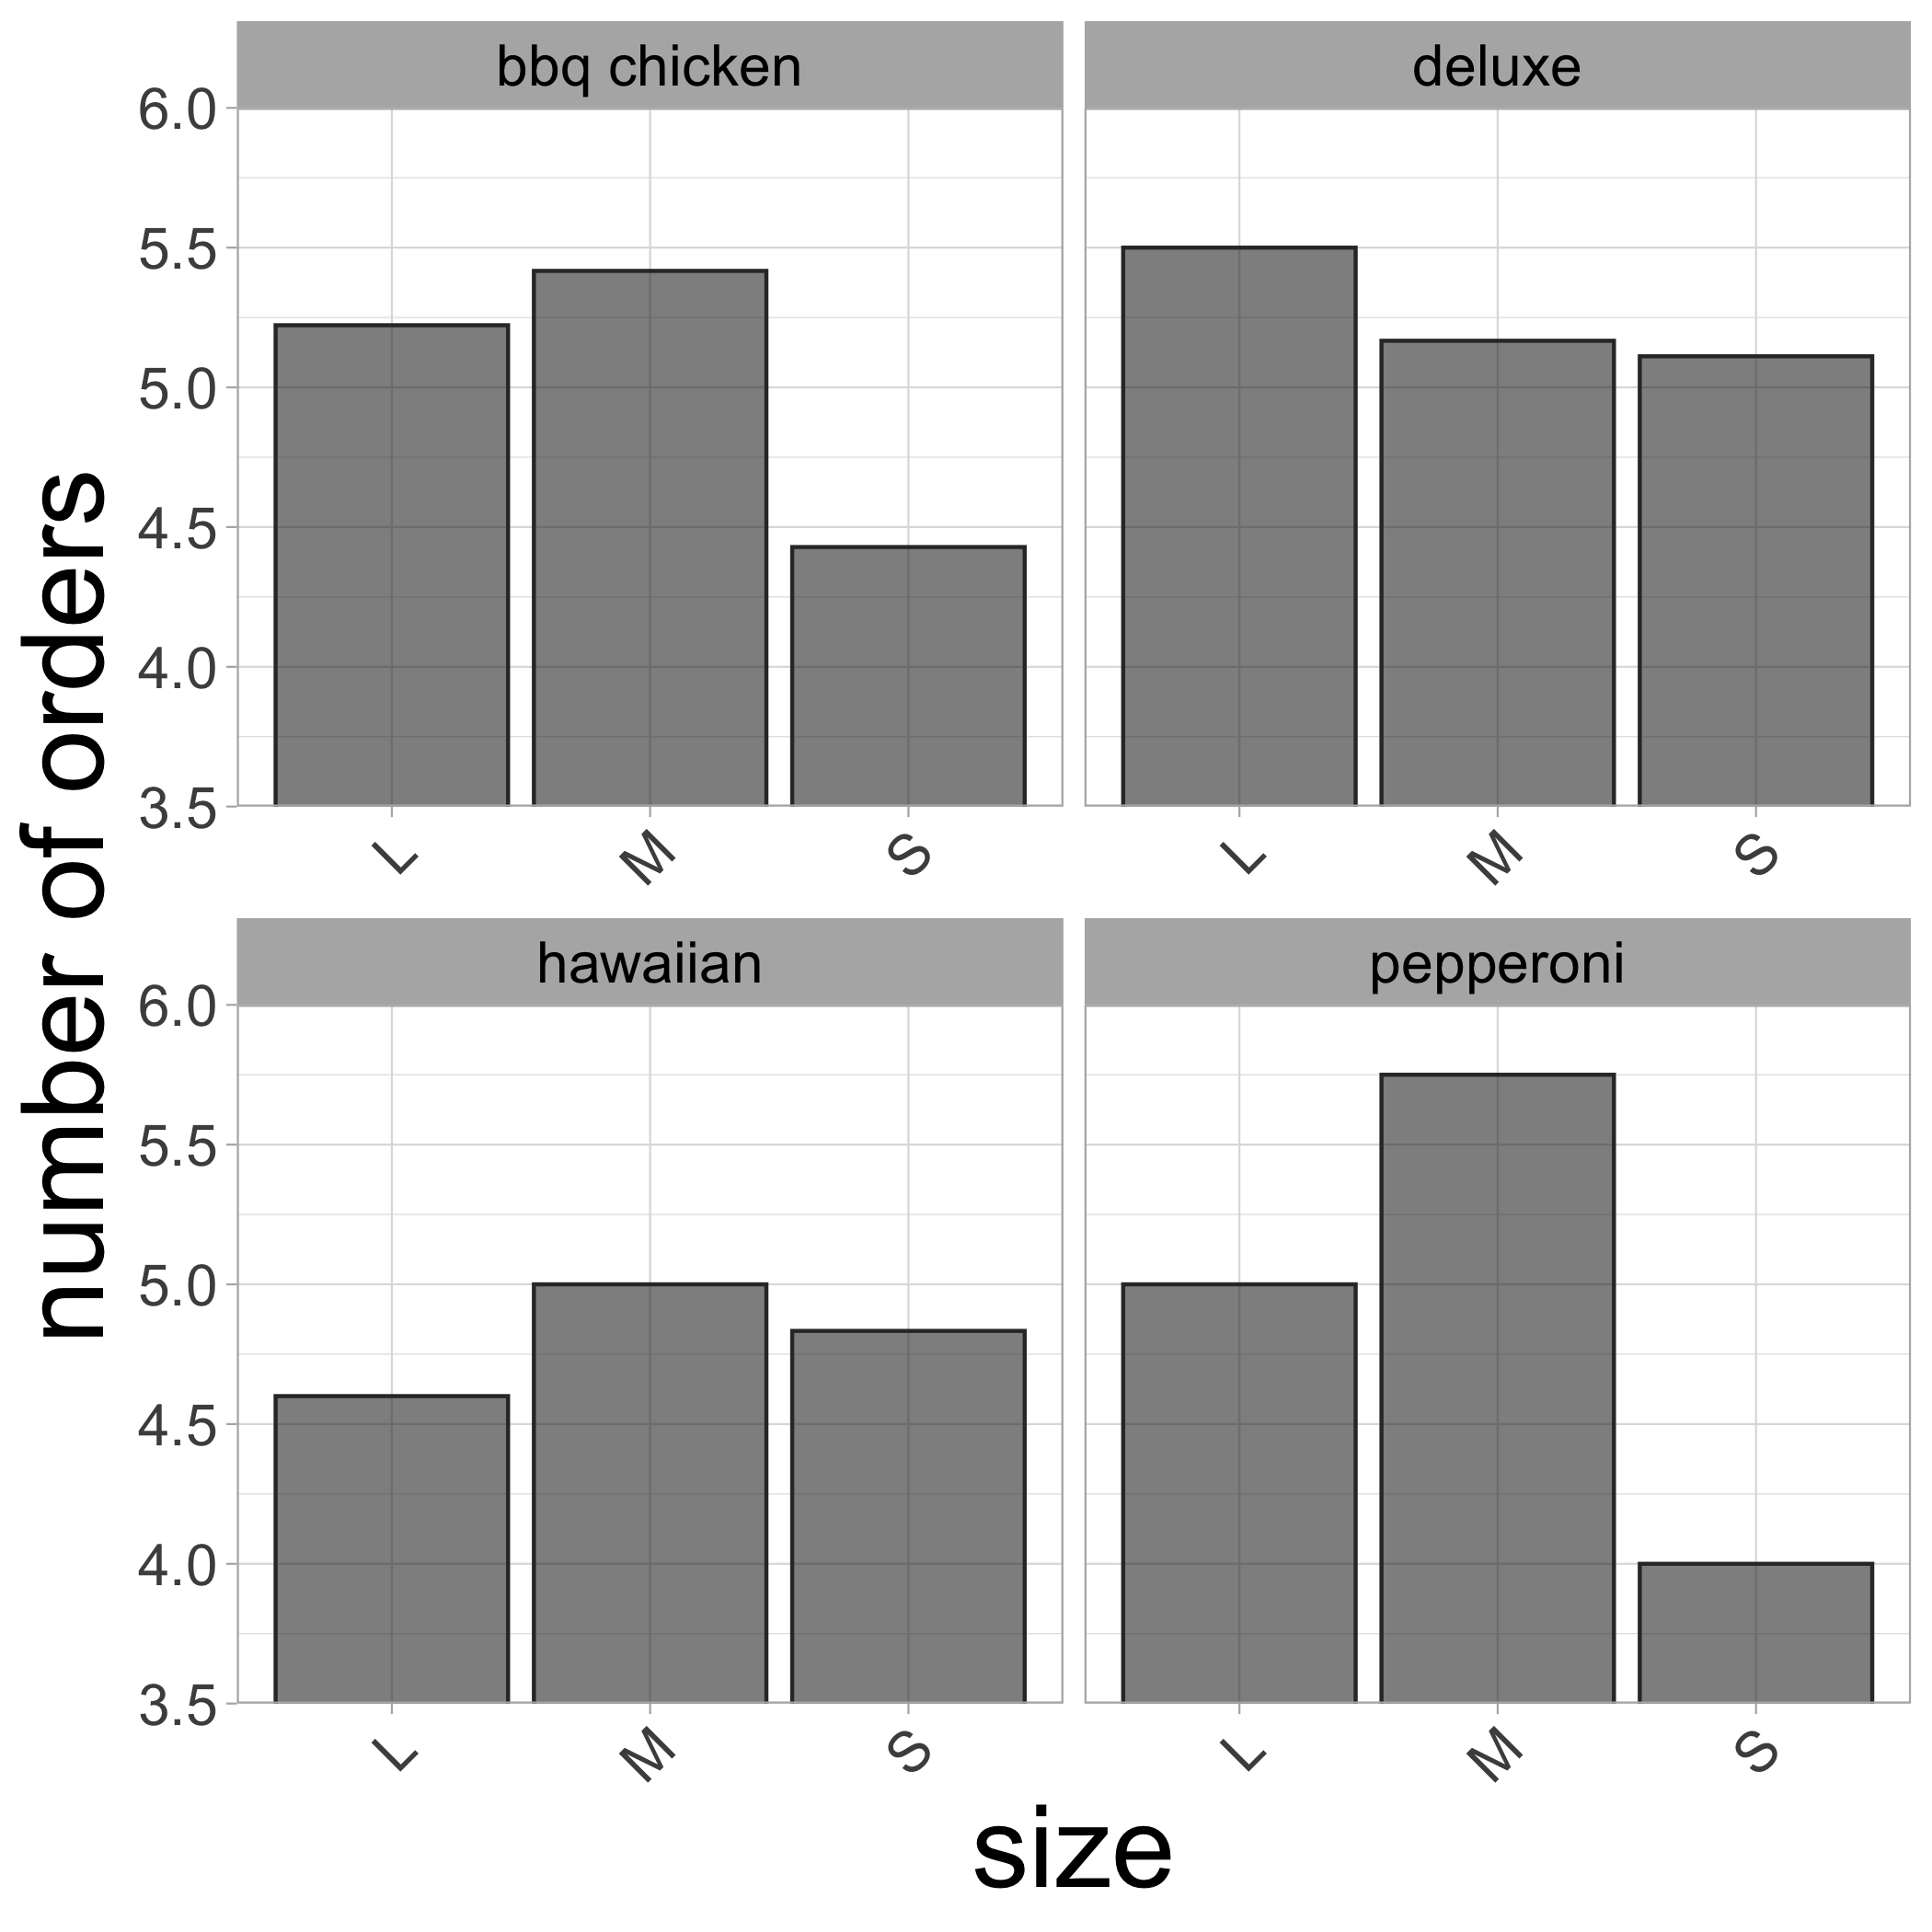 bbq chicken
deluxe
6.0
5.5
5.0
4.5
4.0
3.5
L M S
L M S
hawaiian
pepperoni
6.0
5.5
5.0
4.5
4.0
3.5
L M S
L M S
number of orders
size